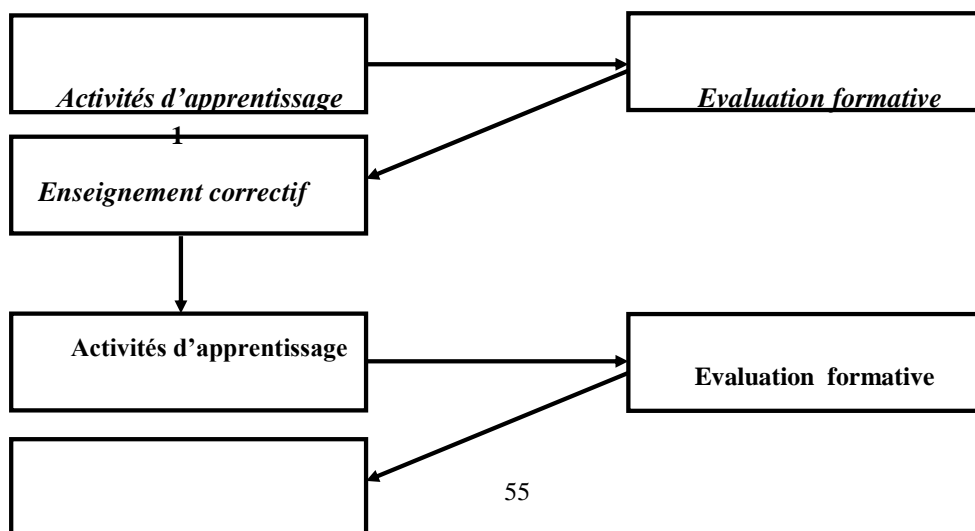 Activités d’apprentissage
Evaluation formative
1
Enseignement correctif
Activités d’apprentissage
Evaluation formative
55